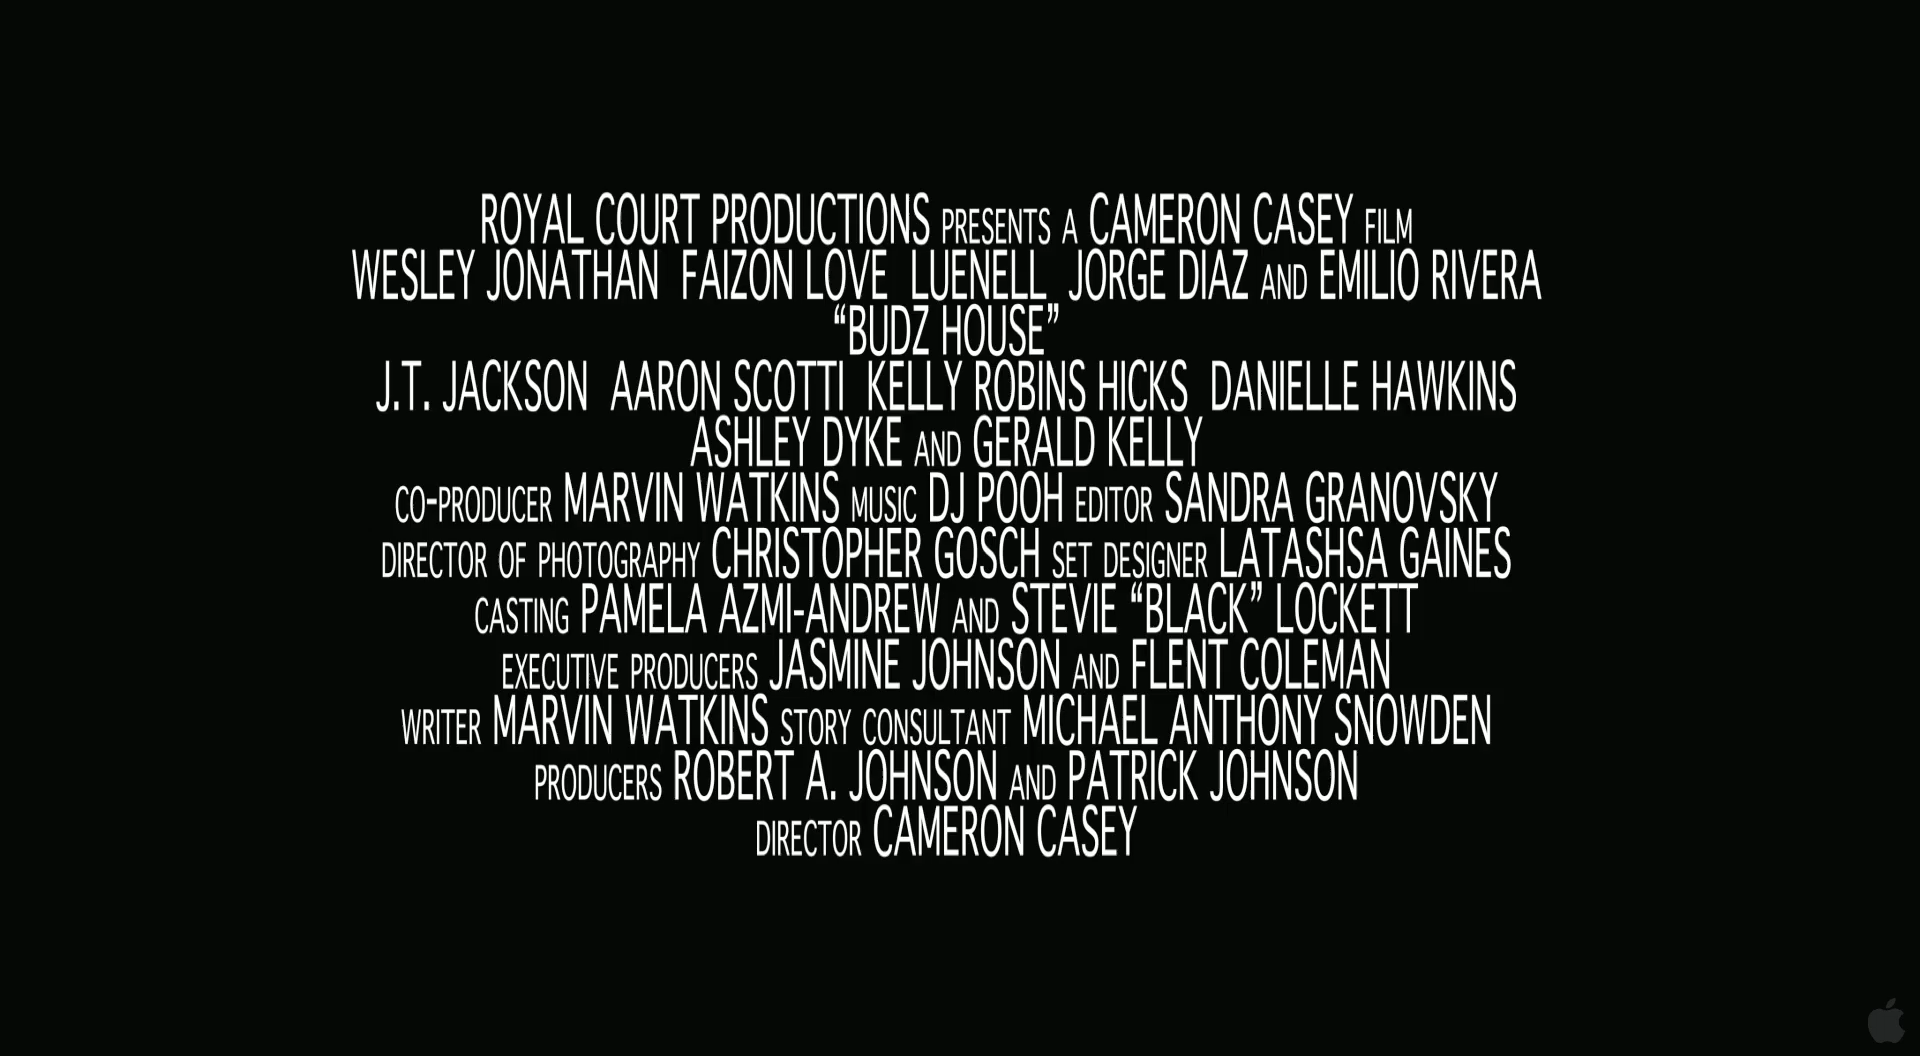 ROYAL COURT PRODUCTIONS PRESENTS A CAMERON CASEY FILM
WESLEY JONATHAN FAIZON LOVE LUENELL JORGE DIAZ AND EMILIO RIVERA
“BUDZ HOUSE”
J.T. JACKSON AARON SCOTTI KELLY ROBINS HICKS DANIELLE HAWKINS
ASHLEY DYKE AND GERALD KELLY
CO-PRODUCER MARVIN WATKINS MUSIC DJ POOH EDITOR SANDRA GRANOVSKY
DIRECTOR OF PHOTOGRAPHY CHRISTOPHER GOSCH SET DESIGNER LATASHSA GAINES
CASTING PAMELA AZMI-ANDREW AND STEVIE “BLACK” LOCKETT
EXECUTIVE PRODUCERS JASMINE JOHNSON AND FLENT COLEMAN
WRITER MARVIN WATKINS STORY CONSULTANT MICHAEL ANTHONY SNOWDEN
PRODUCERS ROBERT A. JOHNSON AND PATRICK JOHNSON
DIRECTOR CAMERON CASEY